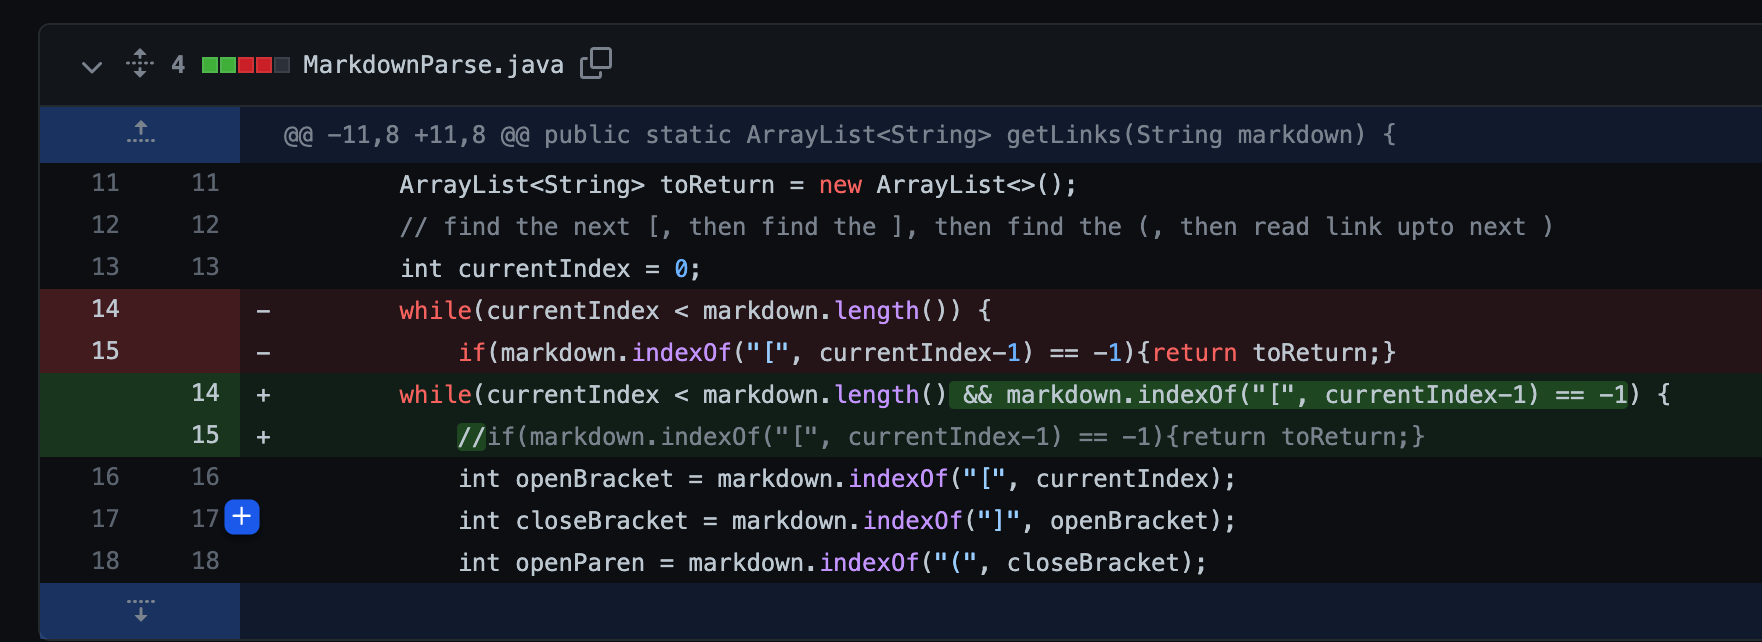 4 MarkdownParse.java
@@ -11,8 +11,8 @@ public static ArrayList<String> getLinks(String markdown) {
11 11 ArrayList<String> toReturn = new ArrayList<>();
12 12 // find the next [, then find the ], then find the (, then read link upto next )
13 13 int currentIndex = 0;
14 - while(currentIndex < markdown.length()) {
15 - if(markdown.indexOf("[", currentIndex-1) == -1){return toReturn;}
14 + while(currentIndex < markdown.length() && markdown.indexOf("[", currentIndex-1) == -1) {
15 + //if(markdown.indexOf("[", currentIndex-1) == -1){return toReturn;}
16 16 int openBracket = markdown.indexOf("[", currentIndex);
17 17 + int closeBracket = markdown.indexOf("]", openBracket);
18 18 int openParen = markdown.indexOf("(", closeBracket);